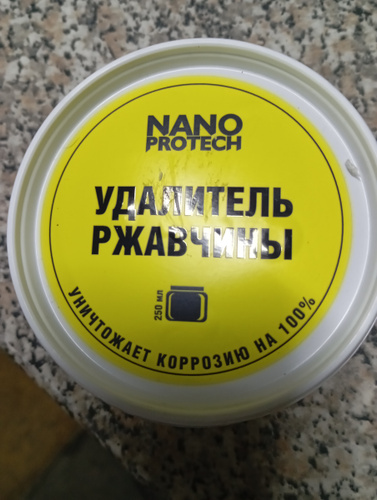 NANO
PROTECH
УДАЛИТЕЛЬ
РЖАВЧИНЫ
250 мл
УНИЧТОЖАЕТ КОРРОЗИЮ НА 100%